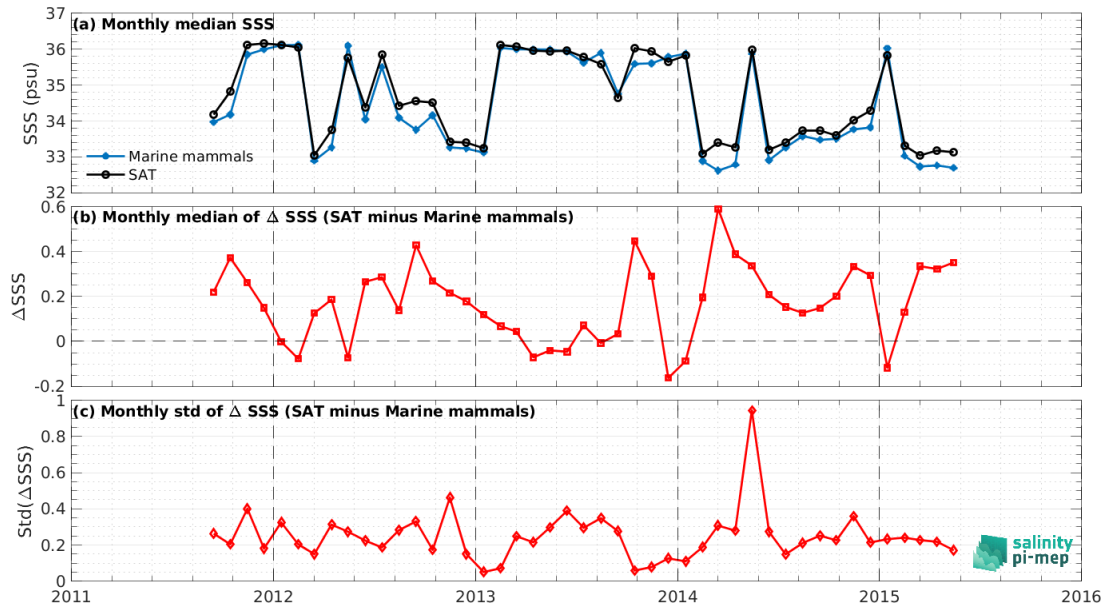 (a) Monthly median SSS
37
36
35
34
33
32
SSS (psu)
Marine mammals
SAT
(b) Monthly median of Δ SSS (SAT minus Marine mammals)
0.6
0.4
0.2
0
-0.2
ΔSSS
(c) Monthly std of Δ SSS (SAT minus Marine mammals)
1
0.8
0.6
0.4
0.2
0
Std(ΔSSS)
2011 2012 2013 2014 2015 2016
salinity
pi-mep